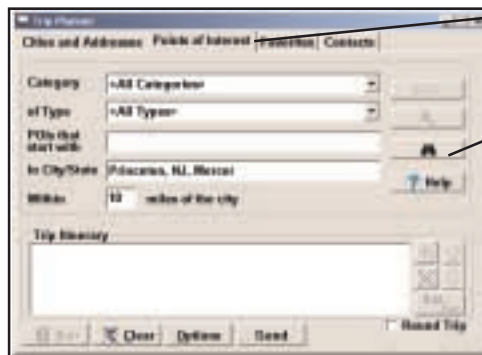 Trip Planner
Cities and Addresses Points of Interest Favorites Contacts
Category <All Categories>
of Type <All Types>
POIs that
start with
In City/State Princeton, NJ, Mercer
Within 10 miles of the city
Help
Trip Itinerary
Clear Options Send
Round Trip